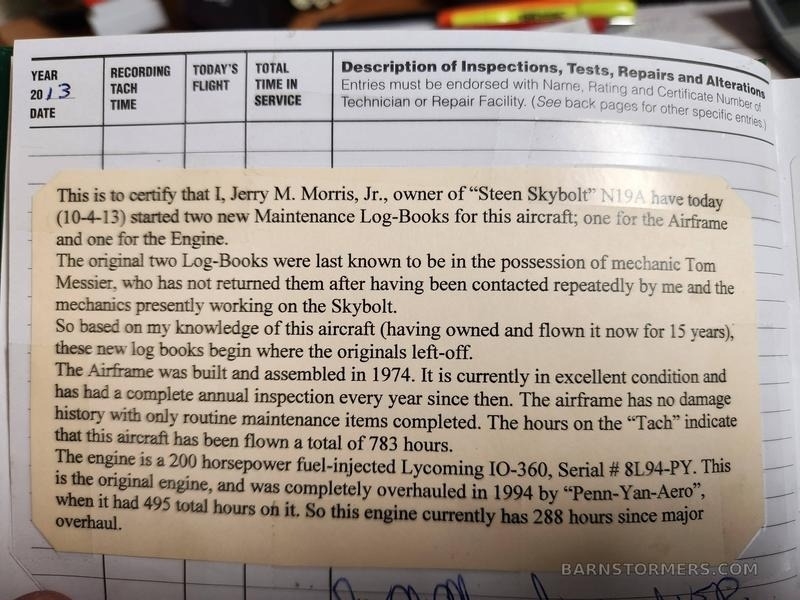 YEAR
2013
DATE
RECORDING
TACH
TIME
TODAY'S
FLIGHT
TOTAL
TIME IN
SERVICE
Description of Inspections, Tests, Repairs and Alterations
Entries must be endorsed with Name, Rating and Certificate Number of
Technician or Repair Facility. (See back pages for other specific entries.)
This is to certify that I, Jerry M. Morris, Jr., owner of “Steen Skybolt” N19A have today
(10-4-13) started two new Maintenance Log-Books for this aircraft; one for the Airframe
and one for the Engine.
The original two Log-Books were last known to be in the possession of mechanic Tom
Messier, who has not returned them after having been contacted repeatedly by me and the
mechanics presently working on the Skybolt.
So based on my knowledge of this aircraft (having owned and flown it now for 15 years),
these new log books begin where the originals left-off.
The Airframe was built and assembled in 1974. It is currently in excellent condition and
has had a complete annual inspection every year since then. The airframe has no damage
history with only routine maintenance items completed. The hours on the “Tach” indicate
that this aircraft has been flown a total of 783 hours.
The engine is a 200 horsepower fuel-injected Lycoming IO-360, Serial # 8L94-PY. This
is the original engine, and was completely overhauled in 1994 by “Penn-Yan-Aero”,
when it had 495 total hours on it. So this engine currently has 288 hours since major
overhaul.
BARNSTORMERS.COM